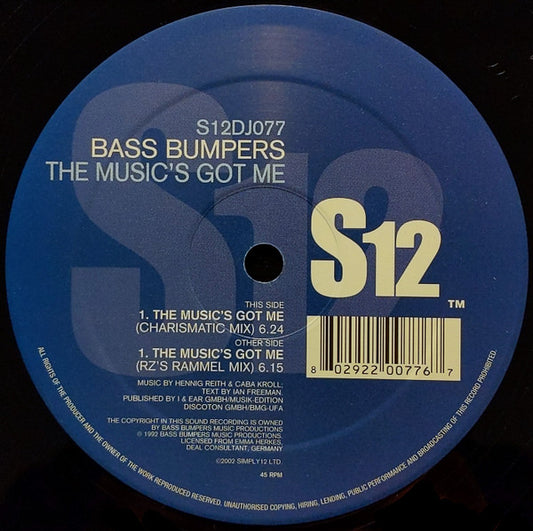 S12DJ077
BASS BUMPERS
THE MUSIC'S GOT ME
S12
S12
TM
THIS SIDE
1. THE MUSIC'S GOT ME
(CHARISMATIC MIX) 6.24
OTHER SIDE
1. THE MUSIC'S GOT ME
(RZ'S RAMMEL MIX) 6.15
8 02922 00776 7
MUSIC BY HENNIG REITH & CABA KROLL;
TEXT BY IAN FREEMAN.
PUBLISHED BY I & EAR GMBH/MUSIK-EDITION
DISCOTON GMBH/BMG-UFA
THE COPYRIGHT IN THIS SOUND RECORDING IS OWNED
BY BASS BUMPERS MUSIC PRODUCTIONS
℗ 1992 BASS BUMPERS MUSIC PRODUCTIONS.
LICENSED FROM EMMA HERKES,
DEAL CONSULTANT, GERMANY
©2002 SIMPLY12 LTD
45 RPM
ALL RIGHTS OF THE PRODUCER AND THE OWNER OF THE WORK REPRODUCED RESERVED. UNAUTHORISED COPYING, HIRING, LENDING, PUBLIC PERFORMANCE AND BROADCASTING OF THIS RECORD PROHIBITED.